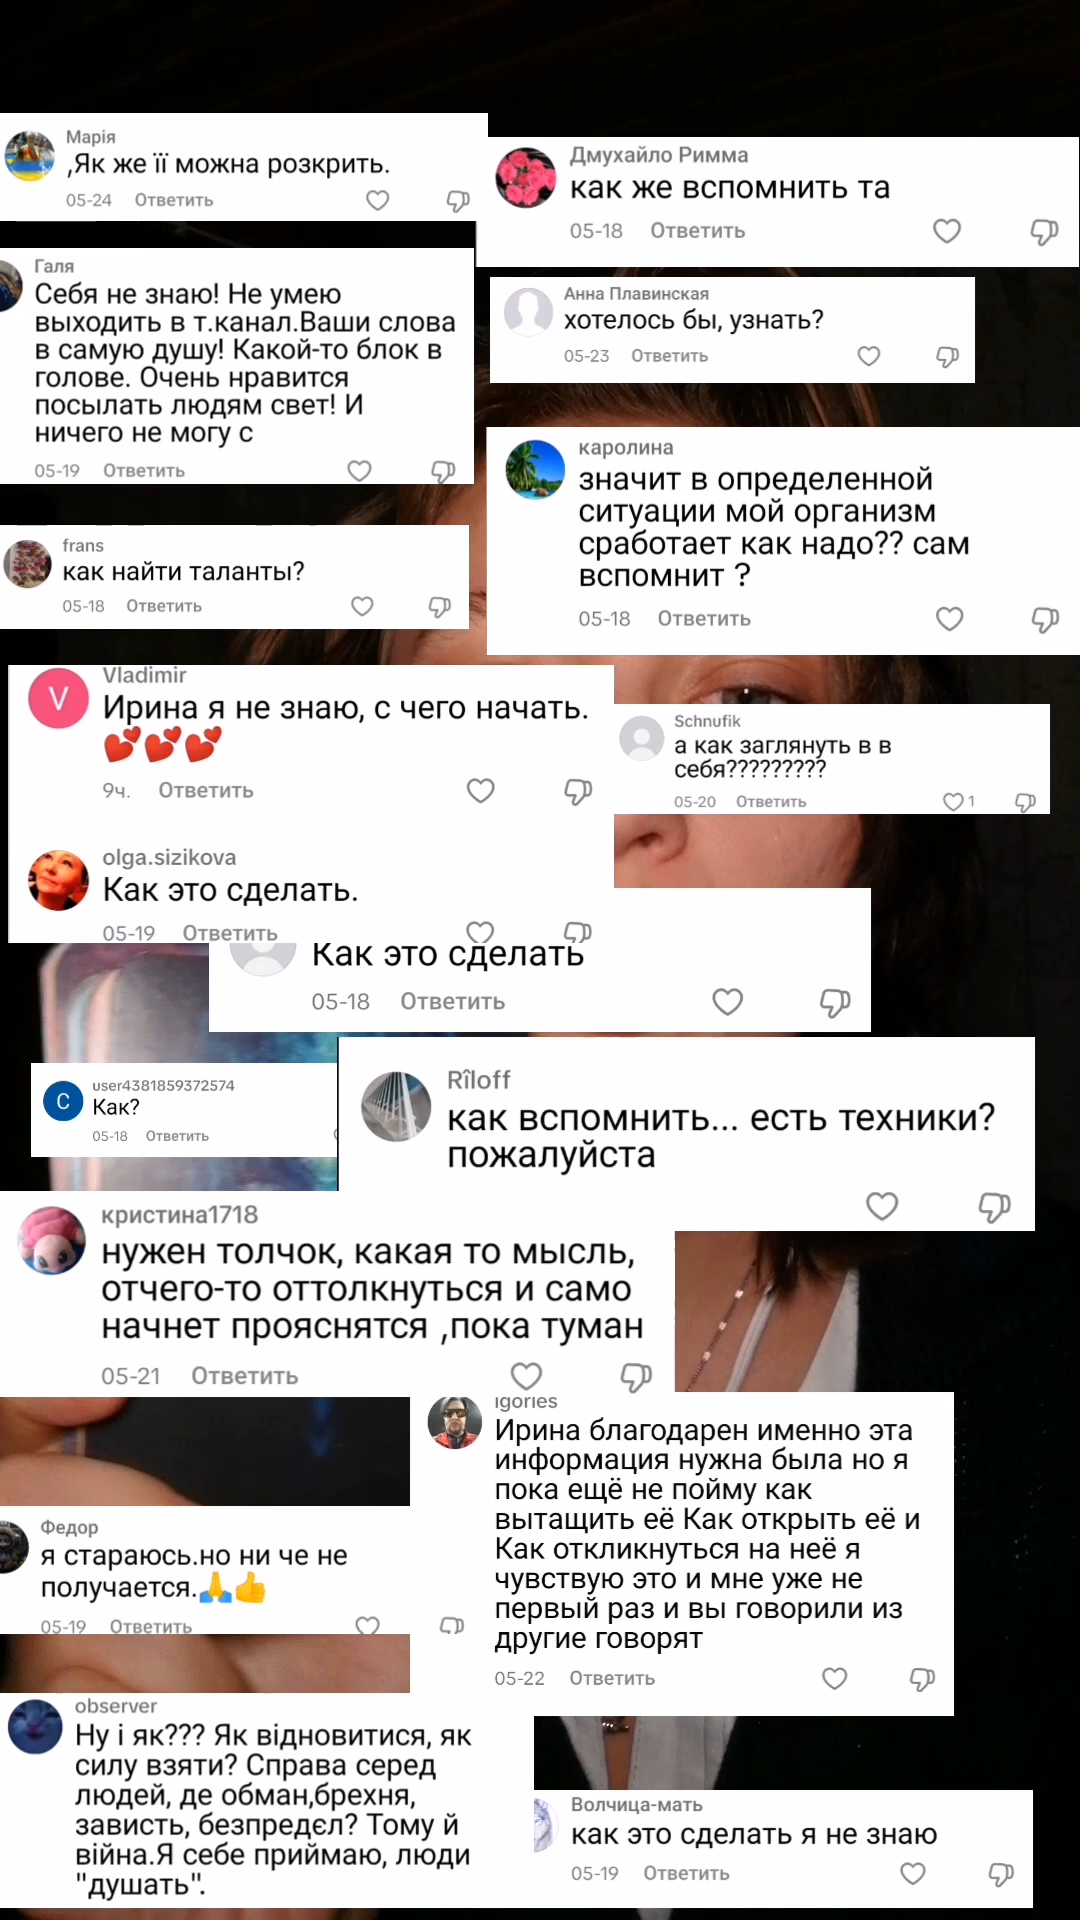 Марія
,Як же її можна розкрить.
05-24 Ответить
Дмухайло Римма
как же вспомнить та
05-18 Ответить
Галя
Себя не знаю! Не умею
выходить в т.канал.Ваши слова
в самую душу! Какой-то блок в
голове. Очень нравится
посылать людям свет! И
ничего не могу с
05-19 Ответить
Анна Плавинская
хотелось бы, узнать?
05-23 Ответить
каролина
значит в определенной
ситуации мой организм
сработает как надо?? сам
вспомнит ?
05-18 Ответить
frans
как найти таланты?
05-18 Ответить
V
Vladimir
Ирина я не знаю, с чего начать.
💕💕💕
9ч. Ответить
Schnufik
а как заглянуть в в
себя?????????
05-20 Ответить 1
olga.sizikova
Как это сделать.
05-19 Ответить
Как это сделать
05-18 Ответить
C
user4381859372574
Как?
05-18 Ответить
Rîloff
как вспомнить... есть техники?
пожалуйста
кристина1718
нужен толчок, какая то мысль,
отчего-то оттолкнуться и само
начнет прояснятся ,пока туман
05-21 Ответить
igories
Ирина благодарен именно эта
информация нужна была но я
пока ещё не пойму как
вытащить её Как открыть её и
Как откликнуться на неё я
чувствую это и мне уже не
первый раз и вы говорили из
другие говорят
05-22 Ответить
Федор
я стараюсь.но ни че не
получается.🙏👍
05-19 Ответить
observer
Ну і як??? Як відновитися, як
силу взяти? Справа серед
людей, де обман,брехня,
зависть, безпредєл? Тому й
війна.Я себе приймаю, люди
"душать".
Волчица-мать
как это сделать я не знаю
05-19 Ответить